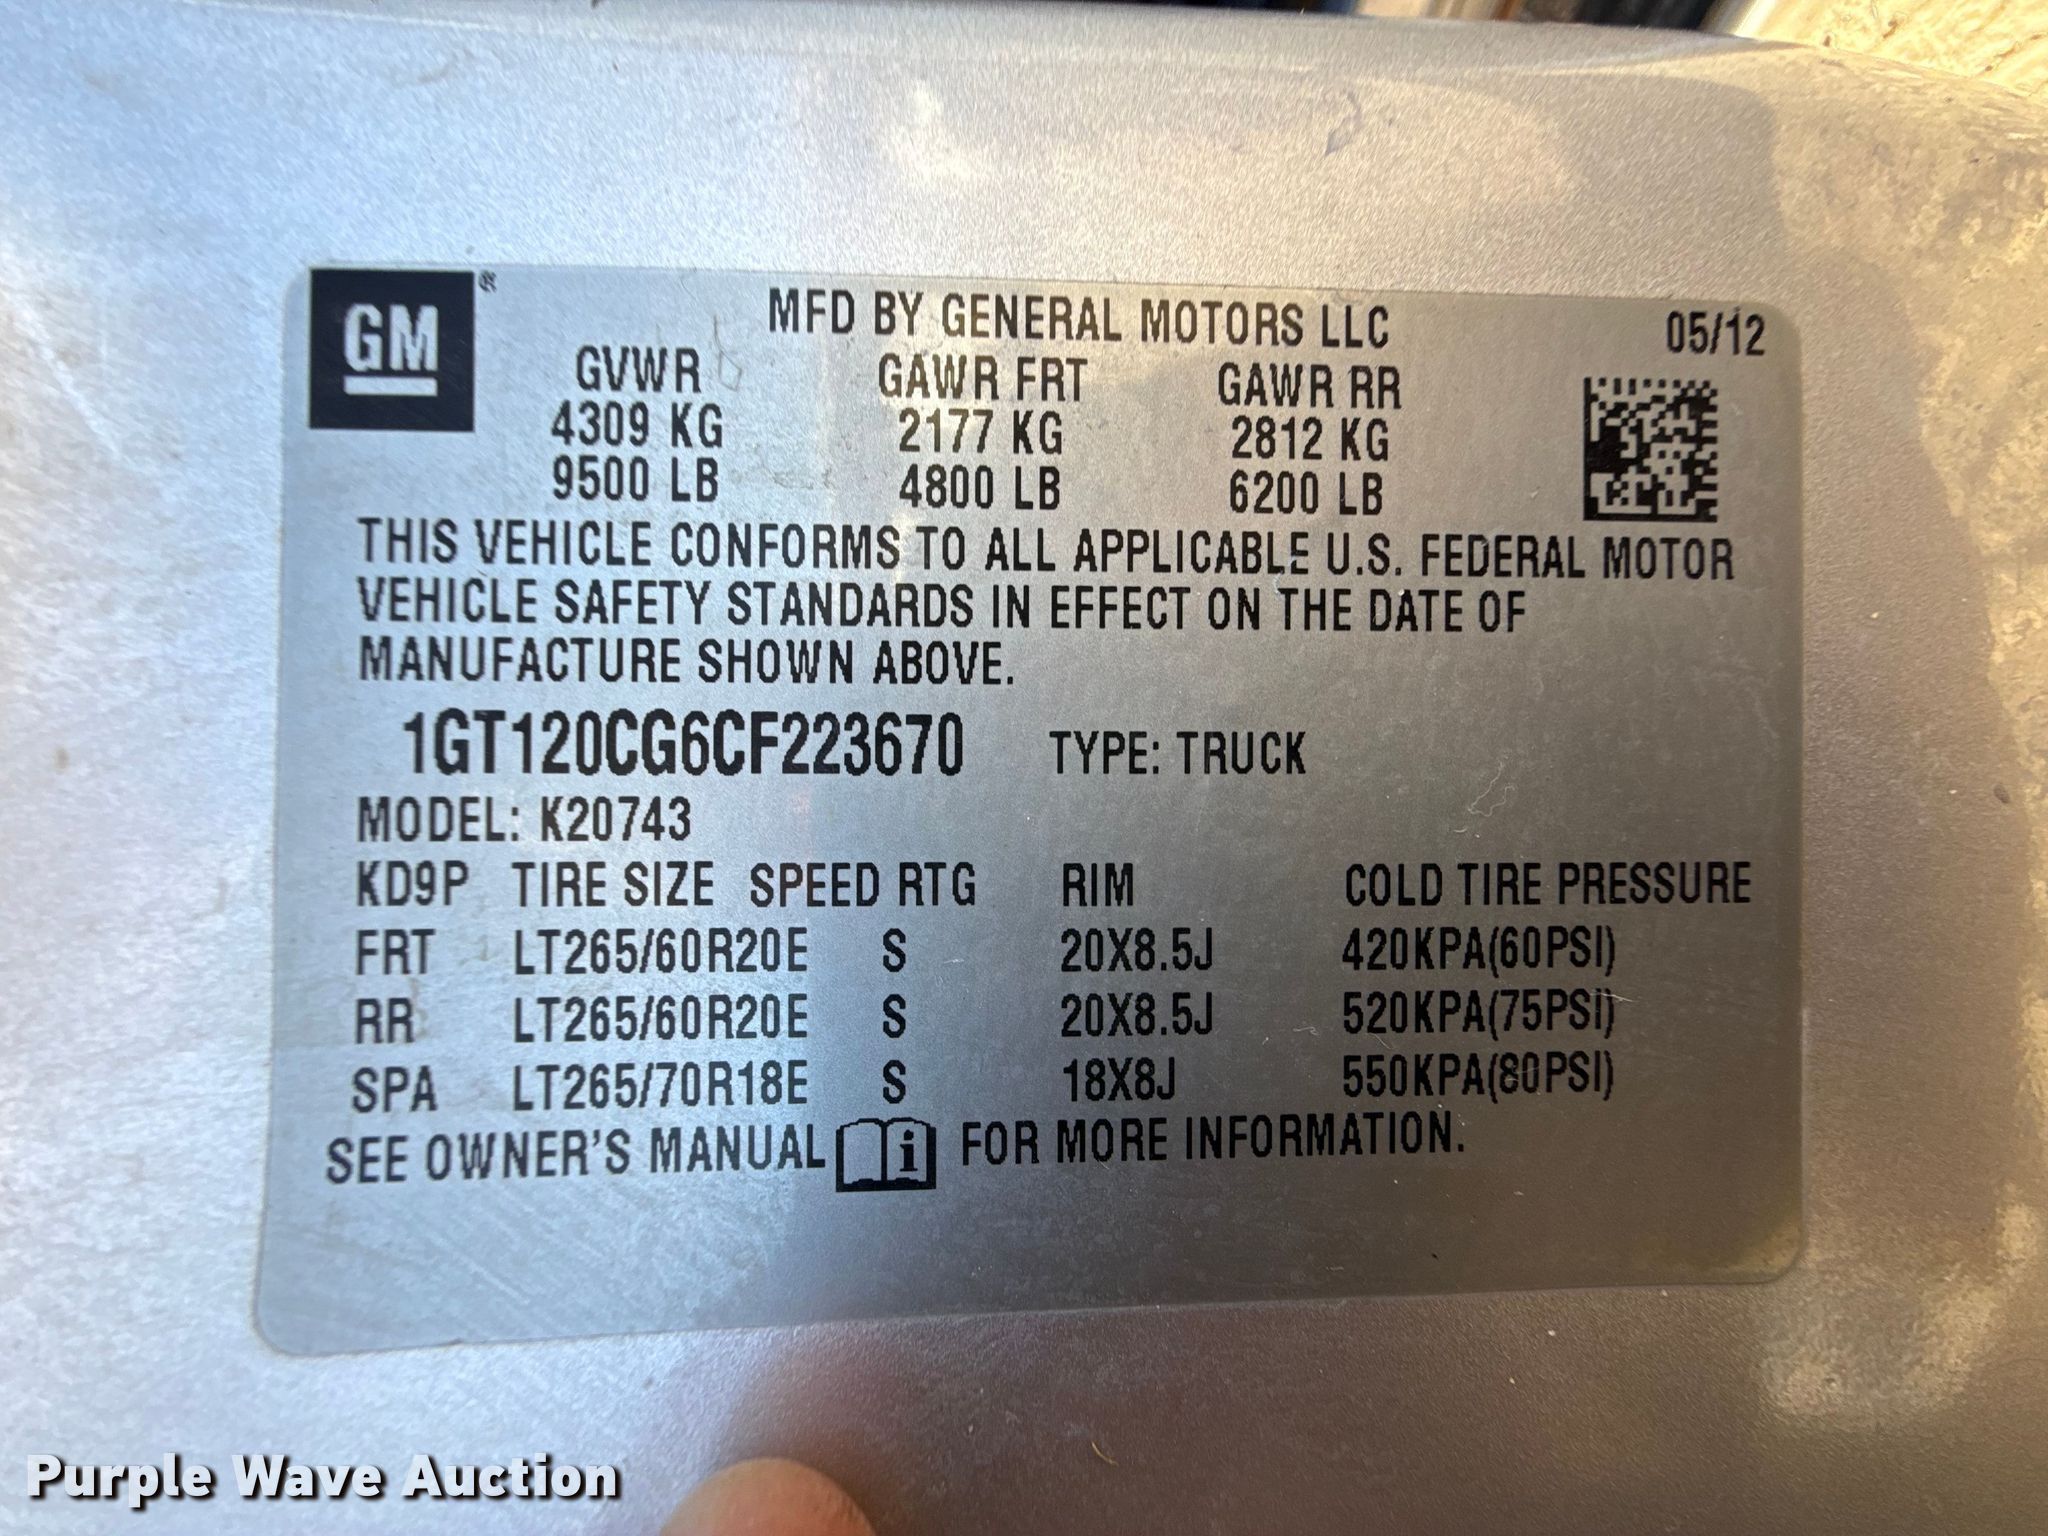 GM®
MFD BY GENERAL MOTORS LLC 05/12
GVWR GAWR FRT GAWR RR
4309 KG 2177 KG 2812 KG
9500 LB 4800 LB 6200 LB
THIS VEHICLE CONFORMS TO ALL APPLICABLE U.S. FEDERAL MOTOR
VEHICLE SAFETY STANDARDS IN EFFECT ON THE DATE OF
MANUFACTURE SHOWN ABOVE.
1GT120CG6CF223670 TYPE: TRUCK
MODEL: K20743
KD9P TIRE SIZE SPEED RTG RIM COLD TIRE PRESSURE
FRT LT265/60R20E S 20X8.5J 420KPA(60PSI)
RR LT265/60R20E S 20X8.5J 520KPA(75PSI)
SPA LT265/70R18E S 18X8J 550KPA(80PSI)
SEE OWNER'S MANUAL i FOR MORE INFORMATION.
Purple Wave Auction